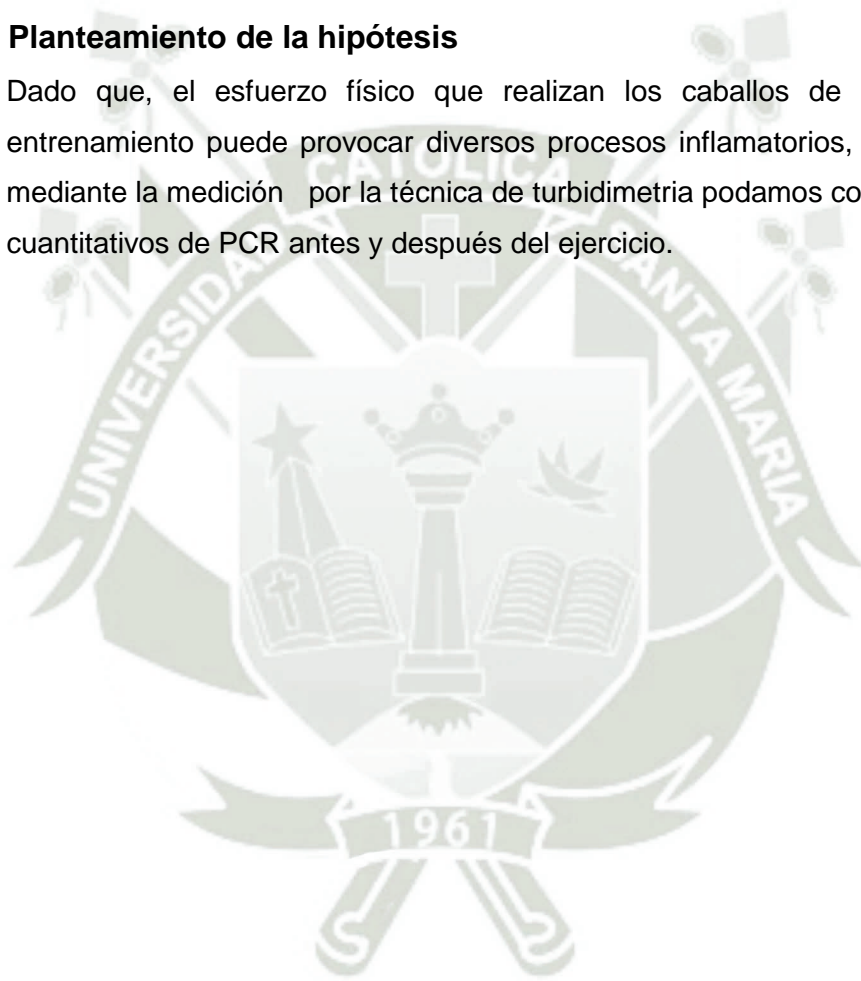 Planteamiento de la hipótesis
Dado que, el esfuerzo físico que realizan los caballos de
entrenamiento puede provocar diversos procesos inflamatorios,
mediante la medición por la técnica de turbidimetria podamos co
cuantitativos de PCR antes y después del ejercicio.
UNIVERSIDAD CATOLICA SANTA MARIA
1961